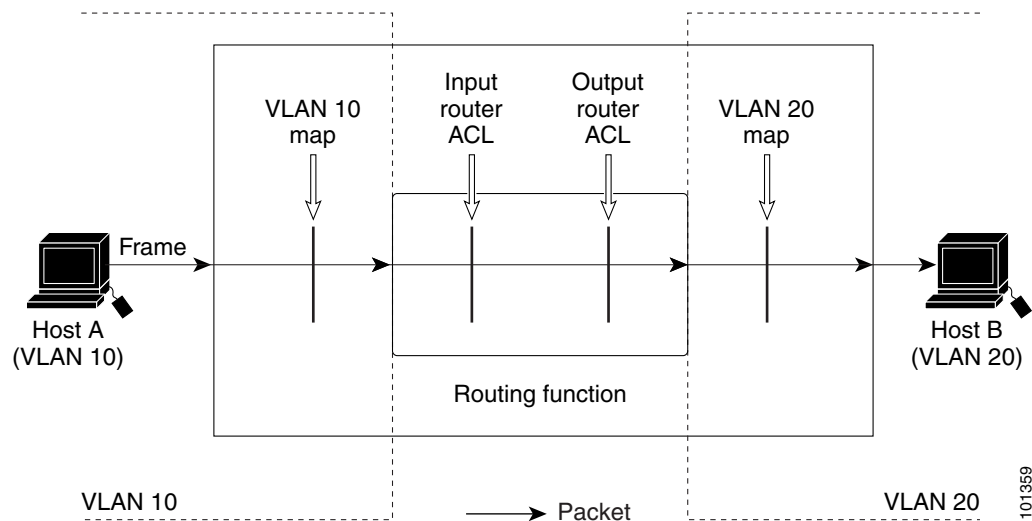 VLAN 10
map
Input
router
ACL
Output
router
ACL
VLAN 20
map
Frame
Host A
(VLAN 10)
Host B
(VLAN 20)
Routing function
VLAN 10
Packet
VLAN 20
101359